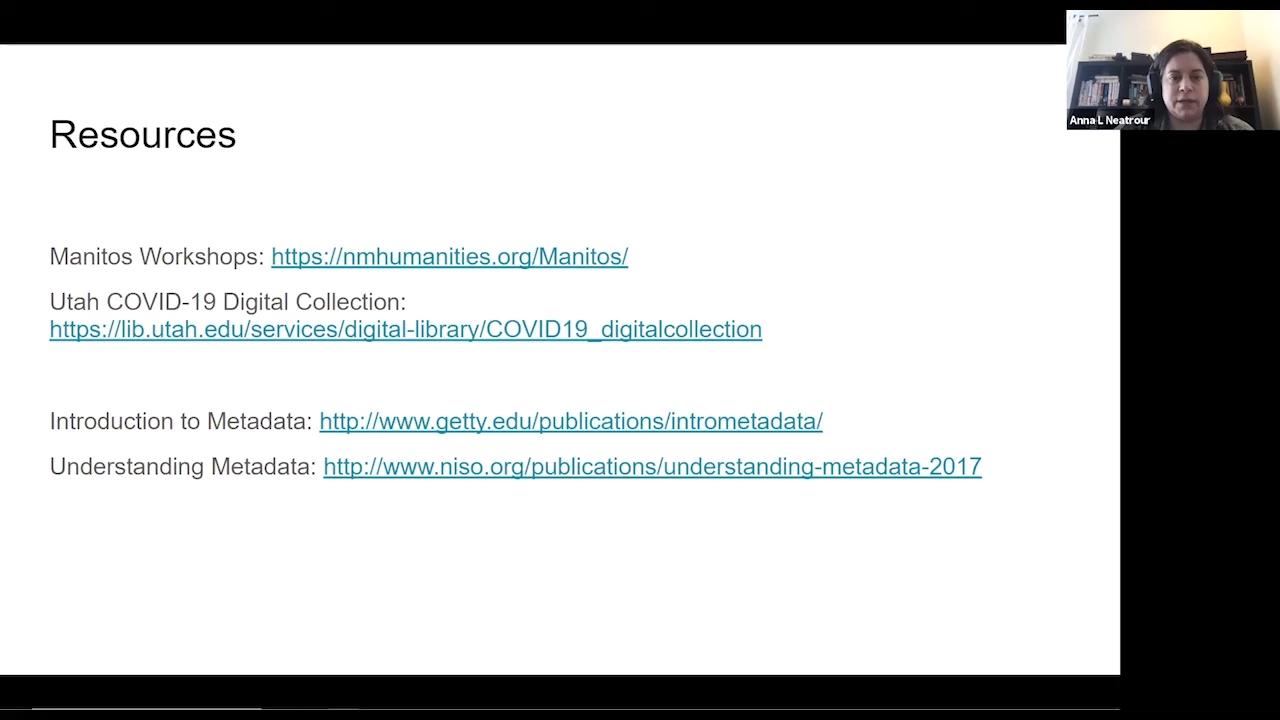 Anna L Neatrour
Resources
Manitos Workshops: https://nmhumanities.org/Manitos/
Utah COVID-19 Digital Collection:
https://lib.utah.edu/services/digital-library/COVID19_digitalcollection
Introduction to Metadata: http://www.getty.edu/publications/intrometadata/
Understanding Metadata: http://www.niso.org/publications/understanding-metadata-2017